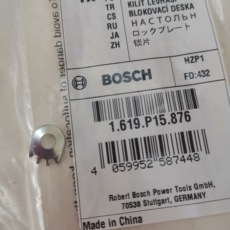 TR KILIT LEVHASI
CS BLOKOVACÍ DESKA
RU НАСТОЛЬН
JA ロックプレート
ZH 锁片
HZP1
BOSCH
FD:432
1.619.P15.876
4 059952 587448
Robert Bosch Power Tools GmbH,
70538 Stuttgart, GERMANY
Made in China